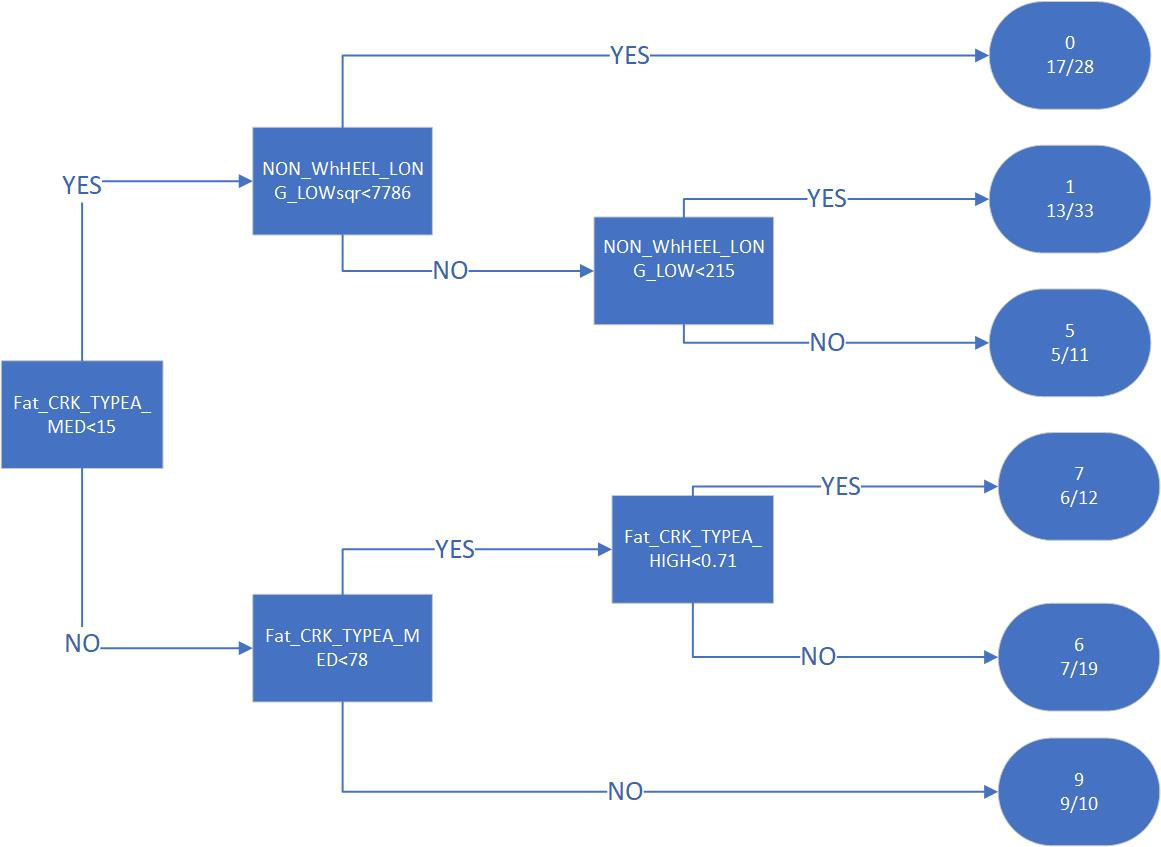 YES
0
17/28
NON_WhHEEL_LON
G_LOWsqr<7786
YES
YES
1
13/33
NON_WhHEEL_LON
G_LOW<215
NO
NO
5
5/11
Fat_CRK_TYPEA_
MED<15
YES
7
6/12
Fat_CRK_TYPEA_
HIGH<0.71
YES
Fat_CRK_TYPEA_M
ED<78
NO
NO
6
7/19
NO
9
9/10